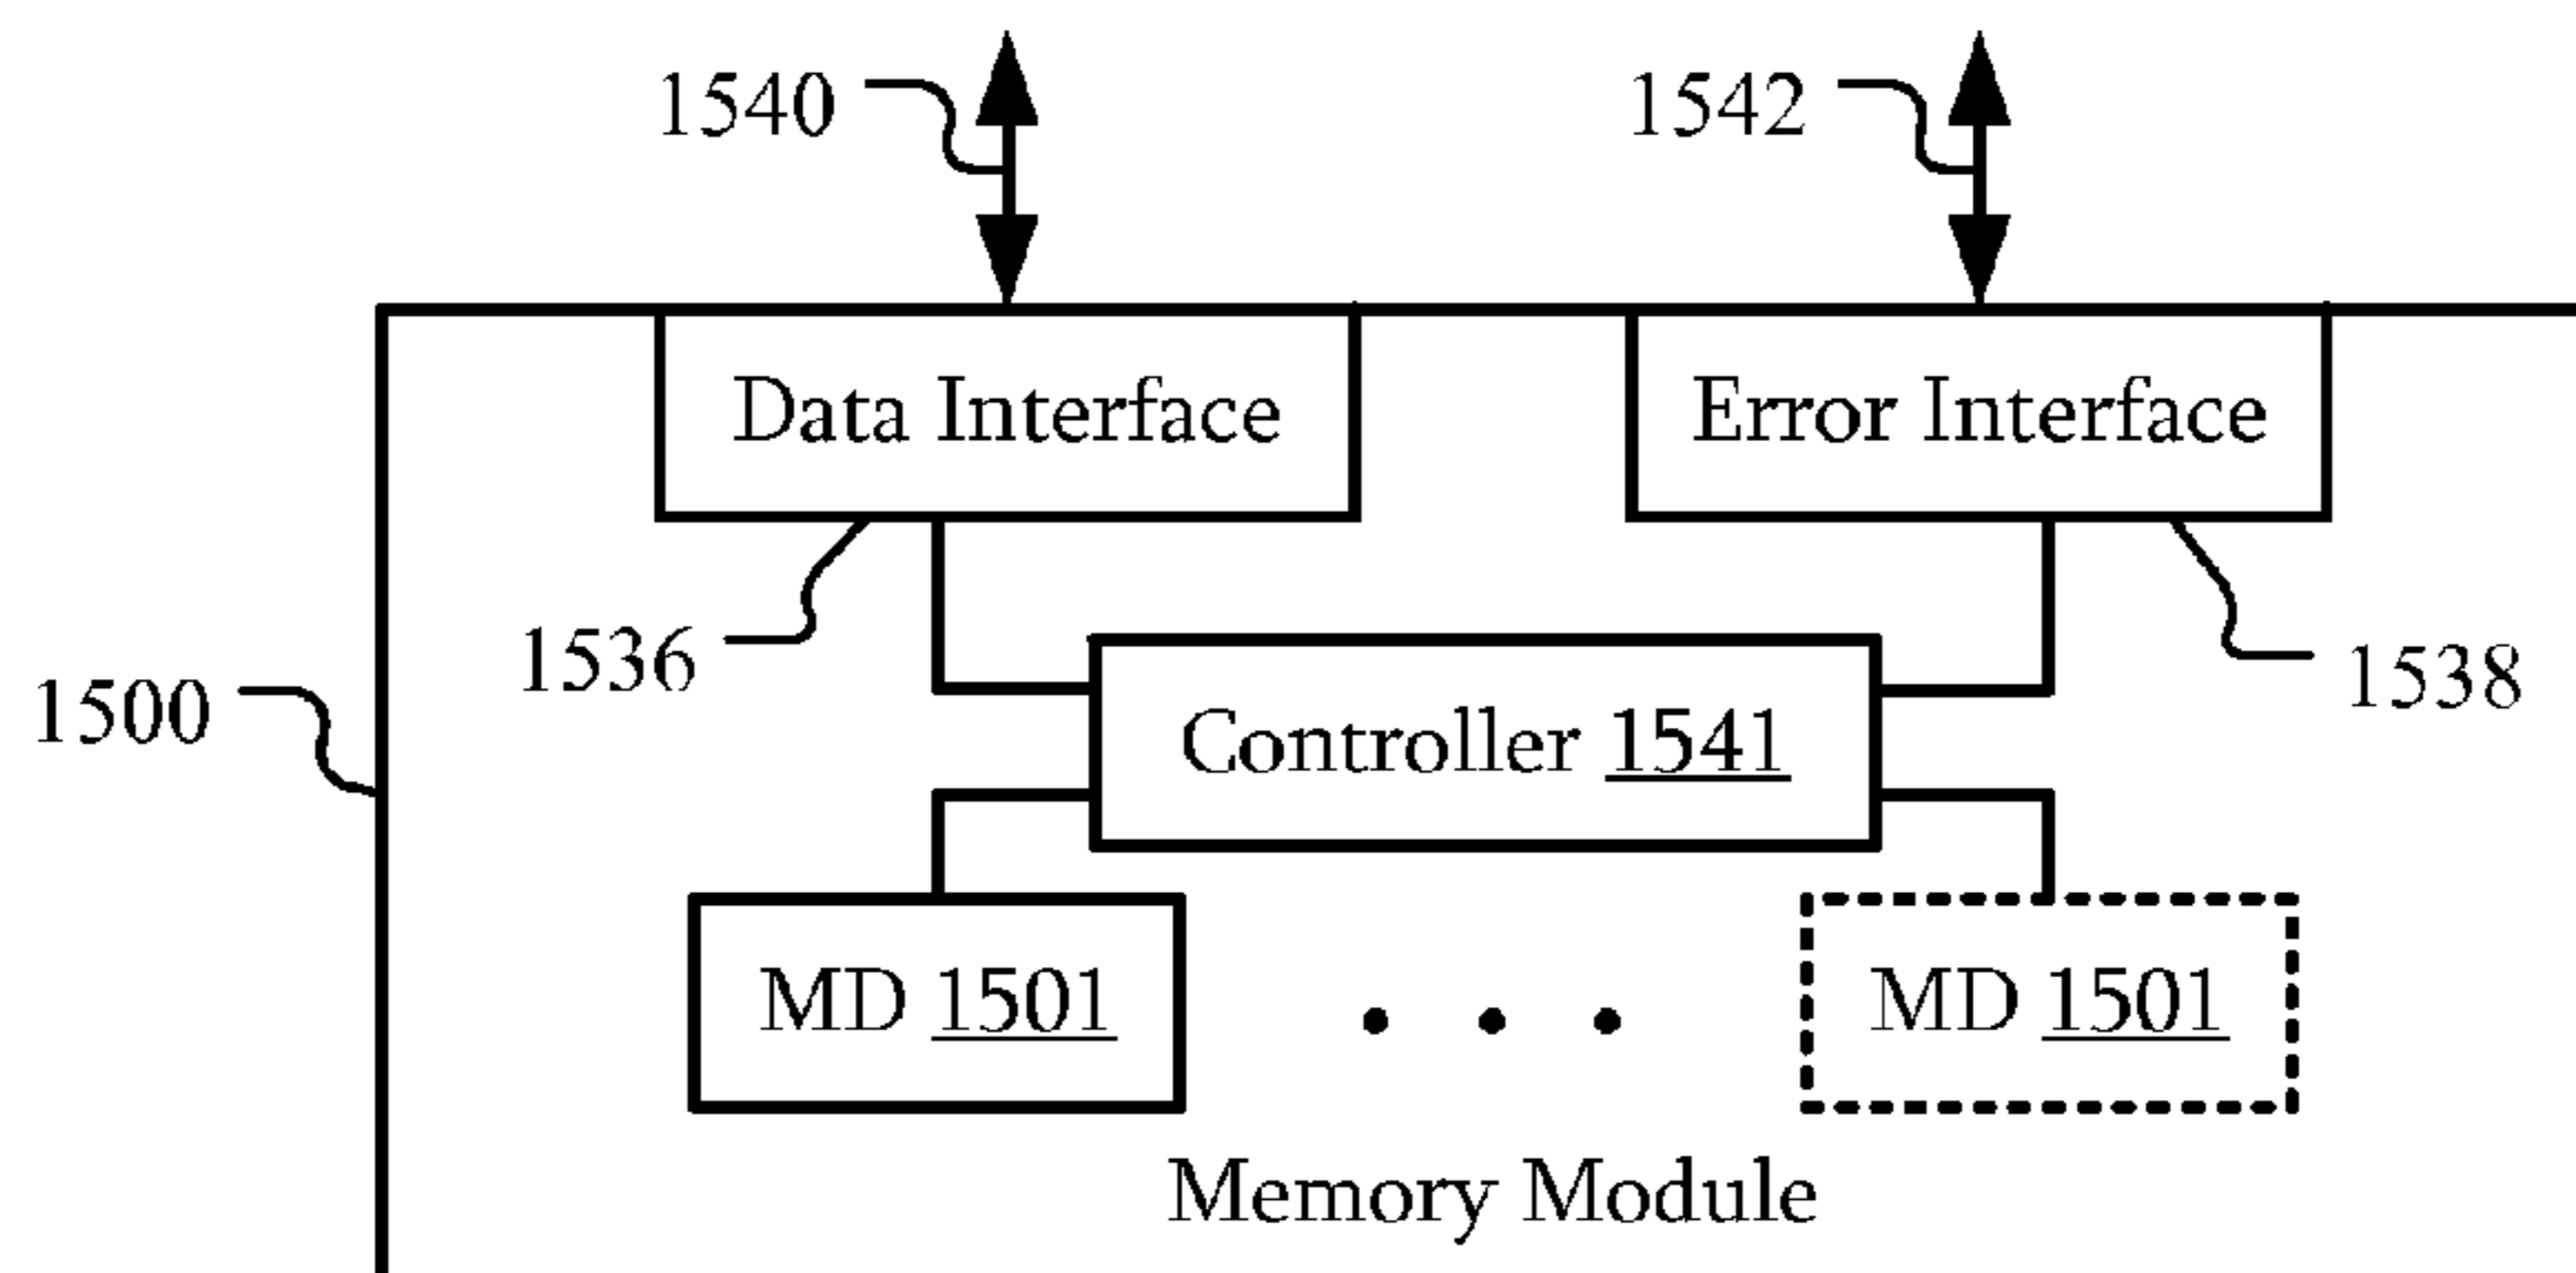 1540
1542
Data Interface
Error Interface
1536
1538
1500
Controller 1541
MD 1501
MD 1501
Memory Module